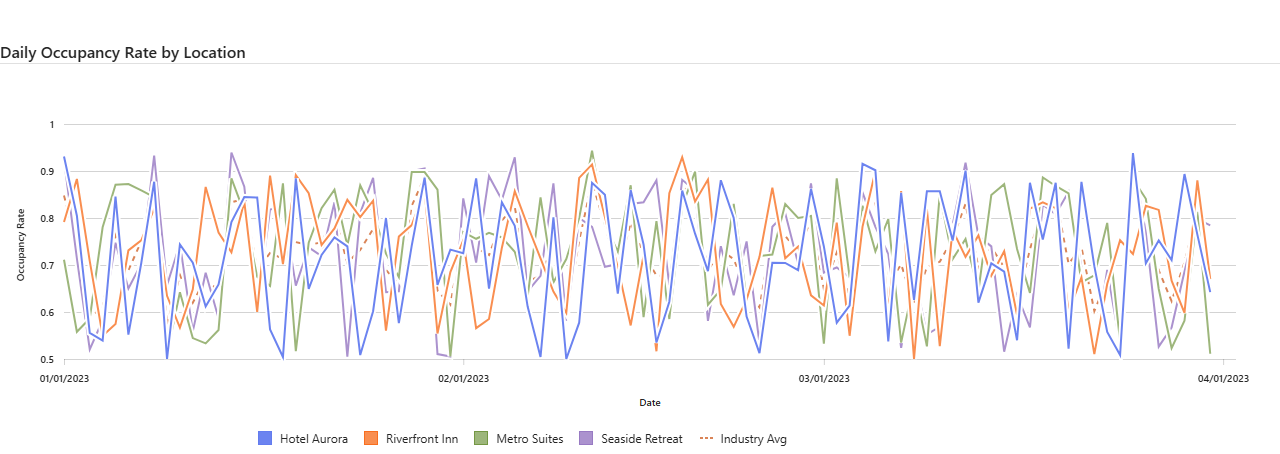 Daily Occupancy Rate by Location
1
0.9
0.8
0.7
0.6
0.5
Occupancy Rate
01/01/2023 02/01/2023 03/01/2023 04/01/2023
Date
Hotel Aurora Riverfront Inn Metro Suites Seaside Retreat Industry Avg